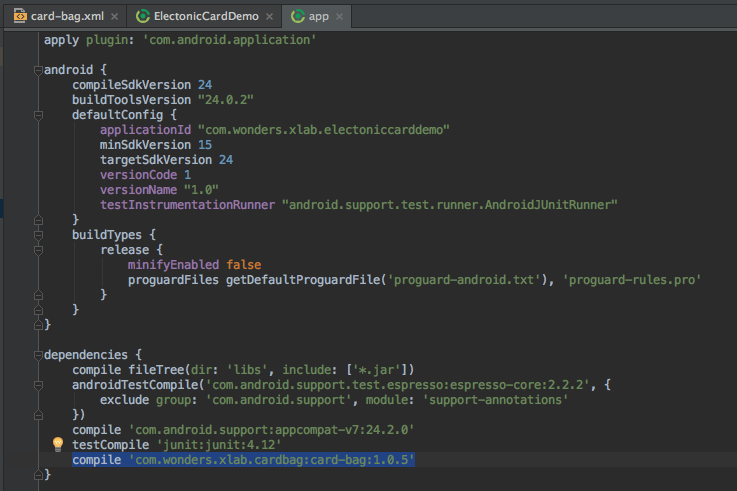 card-bag.xml ElectonicCardDemo app
apply plugin: 'com.android.application'
android {
compileSdkVersion 24
buildToolsVersion "24.0.2"
defaultConfig {
applicationId "com.wonders.xlab.electoniccarddemo"
minSdkVersion 15
targetSdkVersion 24
versionCode 1
versionName "1.0"
testInstrumentationRunner "android.support.test.runner.AndroidJUnitRunner"
}
buildTypes {
release {
minifyEnabled false
proguardFiles getDefaultProguardFile('proguard-android.txt'), 'proguard-rules.pro'
}
}
}
dependencies {
compile fileTree(dir: 'libs', include: ['*.jar'])
androidTestCompile('com.android.support.test.espresso:espresso-core:2.2.2', {
exclude group: 'com.android.support', module: 'support-annotations'
})
compile 'com.android.support:appcompat-v7:24.2.0'
testCompile 'junit:junit:4.12'
compile 'com.wonders.xlab.cardbag:card-bag:1.0.5'
}